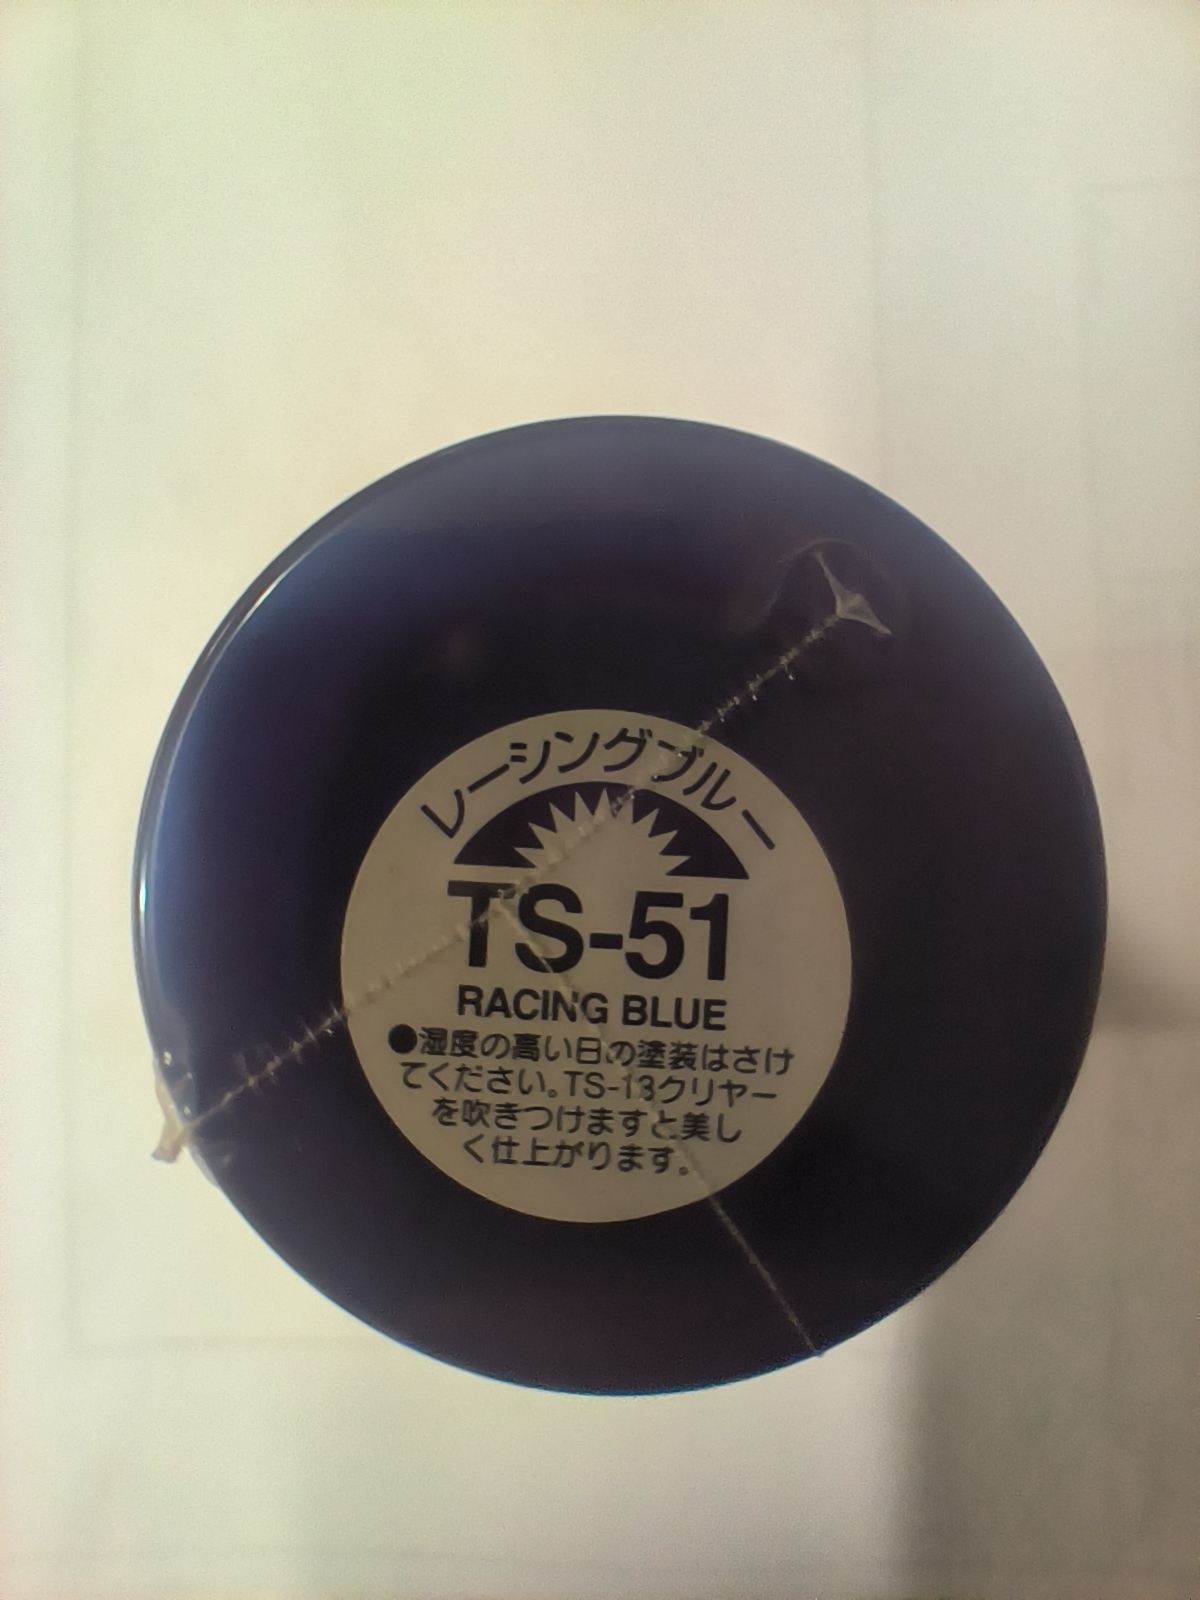 レーシングブルー
TS-51
RACING BLUE
●湿度の高い日の塗装はさけ
てください。TS-13クリヤー
を吹きつけますと美し
く仕上がります。